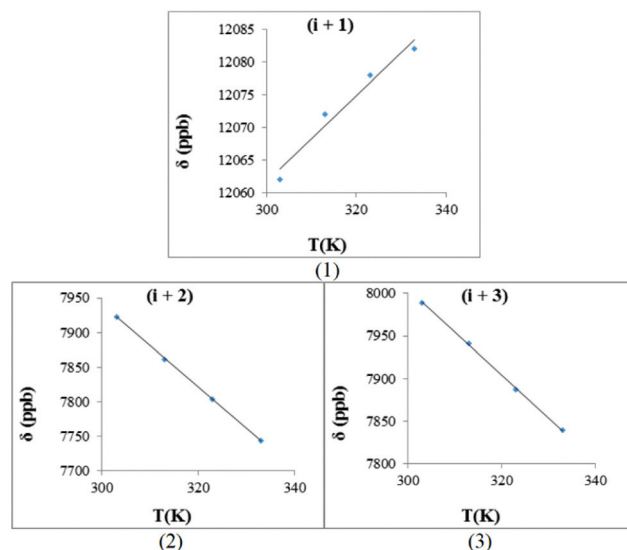 (i + 1)
12085
12080
12075
12070
12065
12060
δ (ppb)
300 320 340
T(K)
(1)
(i + 2)
7950
7900
7850
7800
7750
7700
δ (ppb)
300 320 340
T(K)
(2)
(i + 3)
8000
7950
7900
7850
7800
δ (ppb)
300 320 340
T(K)
(3)